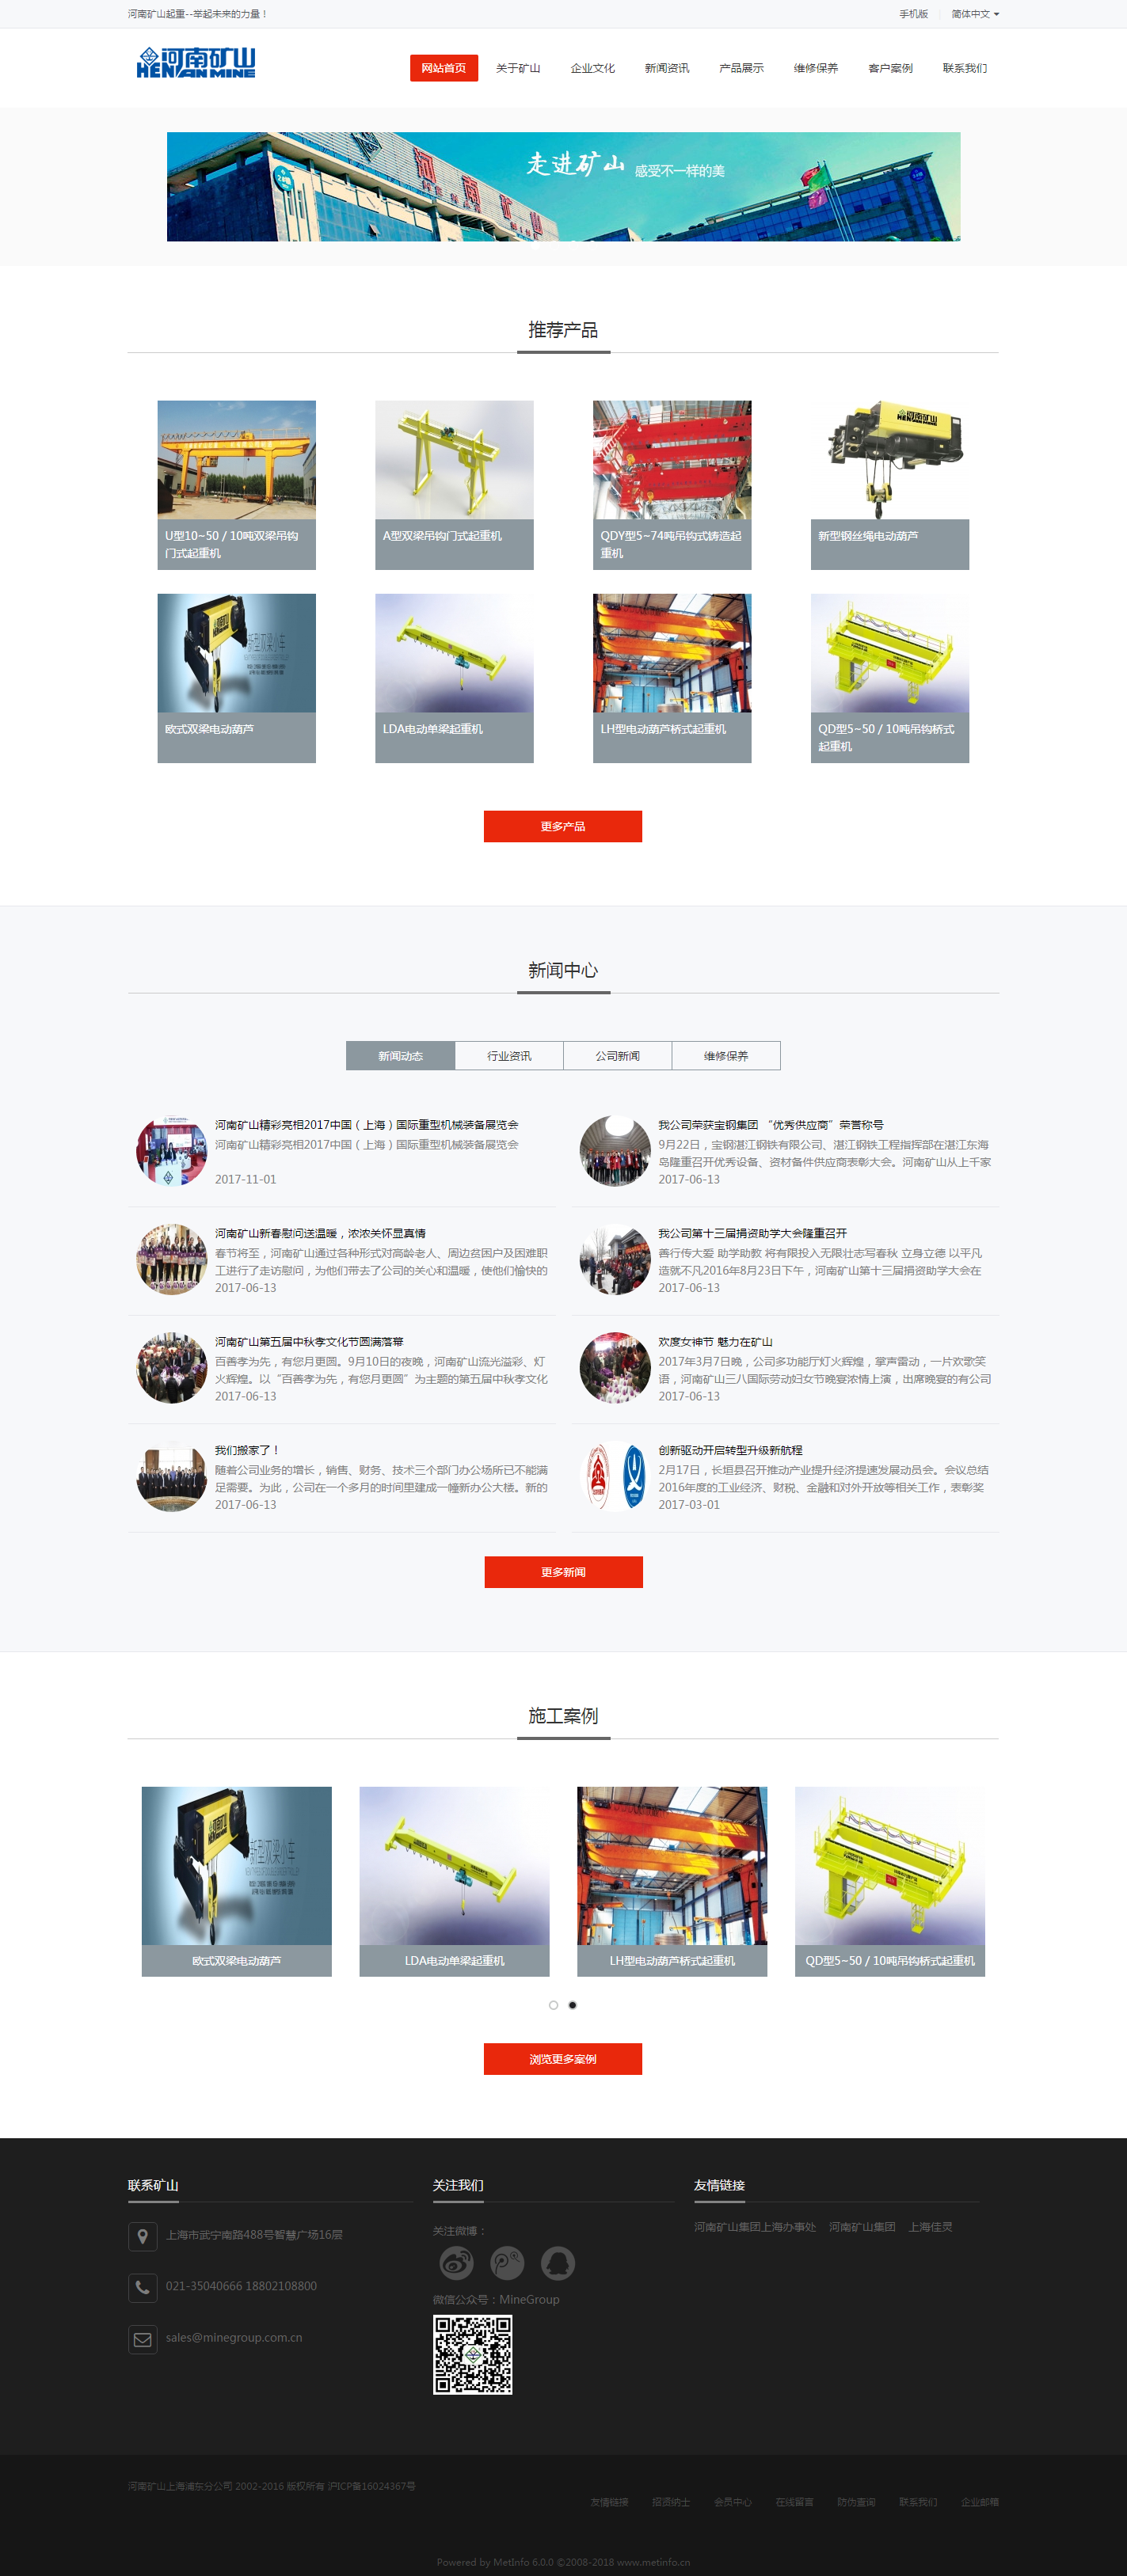 河南矿山起重--举起未来的力量！
手机版 简体中文
河南矿山
HENAN MINE
网站首页 关于矿山 企业文化 新闻资讯 产品展示 维修保养 客户案例 联系我们
河南矿山
走进矿山 感受不一样的美
推荐产品
河南矿山
HENAN MINE
U型10~50 / 10吨双梁吊钩
门式起重机
A型双梁吊钩门式起重机
QDY型5~74吨吊钩式铸造起
重机
新型钢丝绳电动葫芦
新型双梁小车
欧式双梁电动葫芦
LDA电动单梁起重机
LH型电动葫芦桥式起重机
QD型5~50 / 10吨吊钩桥式
起重机
更多产品
新闻中心
新闻动态 行业资讯 公司新闻 维修保养
河南矿山精彩亮相2017中国（上海）国际重型机械装备展览会
河南矿山精彩亮相2017中国（上海）国际重型机械装备展览会
2017-11-01
我公司荣获宝钢集团 “优秀供应商”荣誉称号
9月22日，宝钢湛江钢铁有限公司、湛江钢铁工程指挥部在湛江东海
岛隆重召开优秀设备、资材备件供应商表彰大会。河南矿山从上千家
2017-06-13
河南矿山新春慰问送温暖，浓浓关怀显真情
春节将至，河南矿山通过各种形式对高龄老人、周边贫困户及困难职
工进行了走访慰问，为他们带去了公司的关心和温暖，使他们愉快的
2017-06-13
我公司第十三届捐资助学大会隆重召开
善行传大爱 助学助教 将有限投入无限壮志写春秋 立身立德 以平凡
造就不凡2016年8月23日下午，河南矿山第十三届捐资助学大会在
2017-06-13
河南矿山第五届中秋孝文化节圆满落幕
百善孝为先，有您月更圆。9月10日的夜晚，河南矿山流光溢彩、灯
火辉煌。以“百善孝为先，有您月更圆”为主题的第五届中秋孝文化
2017-06-13
欢度女神节 魅力在矿山
2017年3月7日晚，公司多功能厅灯火辉煌，掌声雷动，一片欢歌笑
语，河南矿山三八国际劳动妇女节晚宴浓情上演，出席晚宴的有公司
2017-06-13
我们搬家了！
随着公司业务的增长，销售、财务、技术三个部门办公场所已不能满
足需要。为此，公司在一个多月的时间里建成一幢新办公大楼。新的
2017-06-13
创新驱动开启转型升级新航程
2月17日，长垣县召开推动产业提升经济提速发展动员会。会议总结
2016年度的工业经济、财税、金融和对外开放等相关工作，表彰奖
2017-03-01
更多新闻
施工案例
新型双梁小车
欧式双梁电动葫芦
LDA电动单梁起重机
LH型电动葫芦桥式起重机
QD型5~50 / 10吨吊钩桥式起重机
浏览更多案例
联系矿山
上海市武宁南路488号智慧广场16层
021-35040666 18802108800
sales@minegroup.com.cn
关注我们
关注微博：
微信公众号：MineGroup
友情链接
河南矿山集团上海办事处 河南矿山集团 上海佳灵
河南矿山上海浦东分公司 2002-2016 版权所有 沪ICP备16024367号
友情链接 招贤纳士 会员中心 在线留言 防伪查询 联系我们 企业邮箱
Powered by MetInfo 6.0.0 ©2008-2018 www.metinfo.cn